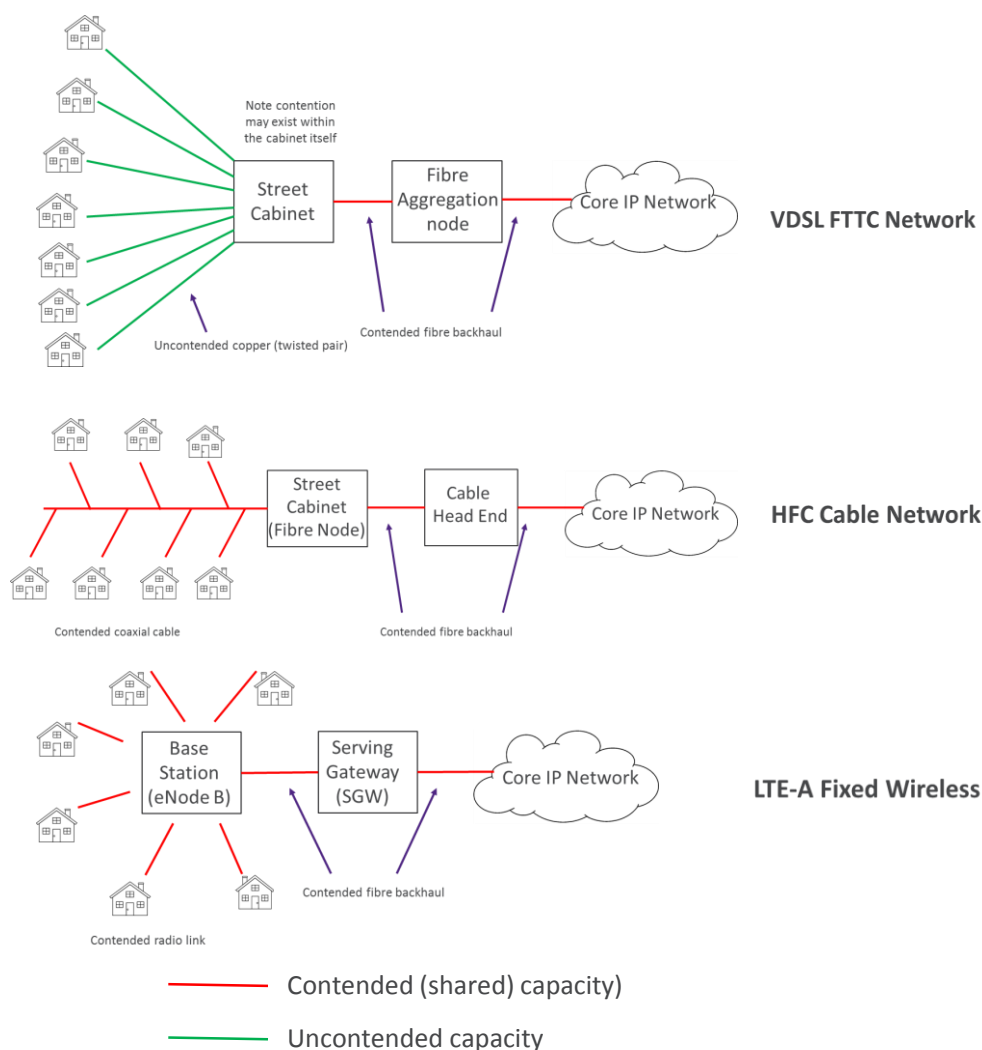 Note contention
may exist within
the cabinet itself
Street
Cabinet
Fibre
Aggregation
node
Core IP Network
VDSL FTTC Network
Uncontended copper (twisted pair)
Contended fibre backhaul
Street
Cabinet
(Fibre Node)
Cable
Head End
Core IP Network
HFC Cable Network
Contended coaxial cable
Contended fibre backhaul
Base
Station
(eNode B)
Serving
Gateway
(SGW)
Core IP Network
LTE-A Fixed Wireless
Contended fibre backhaul
Contended radio link
Contended (shared) capacity)
Uncontended capacity